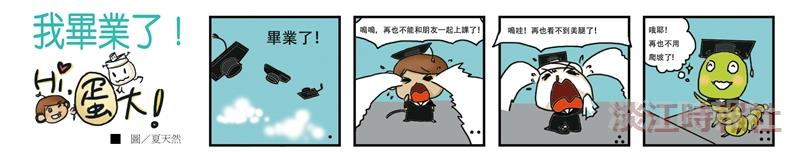 我畢業了！
Hi,
蛋大!
■ 圖／夏天然
畢業了!
嗚嗚，再也不能和朋友一起上課了!
嗚哇！再也看不到美腿了!
哦耶!
再也不用
爬坡了!
淡江時報社